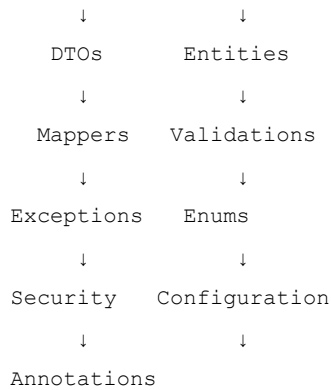 ↓ ↓
DTOs Entities
↓ ↓
Mappers Validations
↓ ↓
Exceptions Enums
↓ ↓
Security Configuration
↓ ↓
Annotations